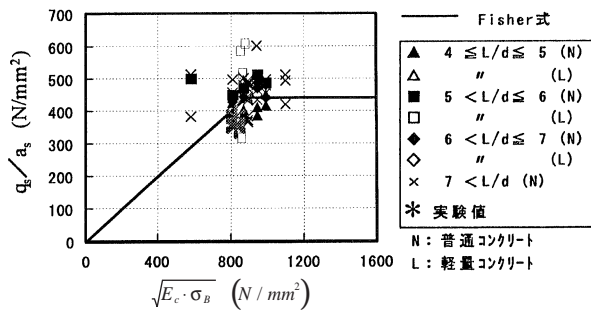 700
600
500
400
300
200
100
0
0 400 800 1200 1600
qs/as (N/mm²)
√Ec・σB (N/mm²)
Fisher式
▲ 4 ≦L/d≦ 5 (N)
△ 〃 (L)
■ 5 <L/d≦ 6 (N)
□ 〃 (L)
◆ 6 <L/d≦ 7 (N)
◇ 〃 (L)
× 7 <L/d (N)
＊ 実験値
N：普通コンクリート
L：軽量コンクリート